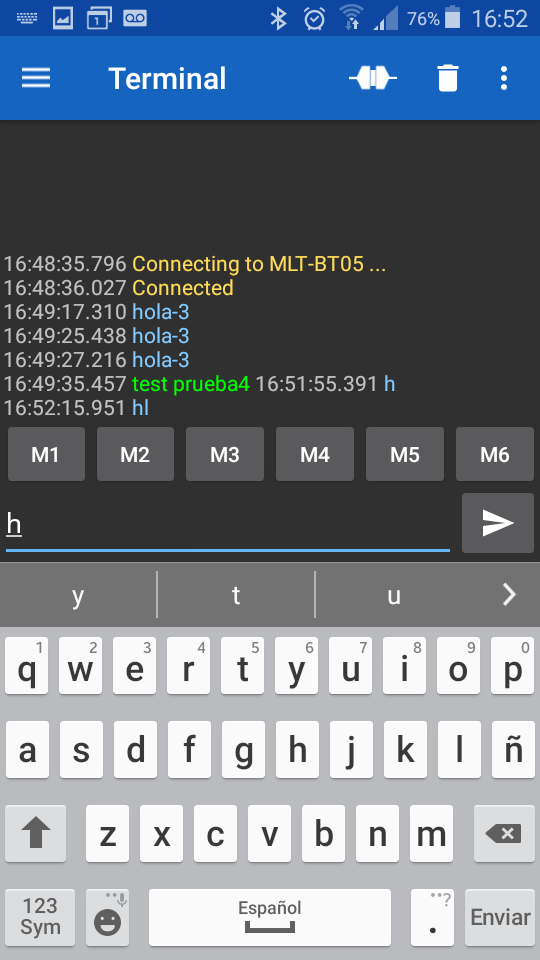 1
76% 16:52
Terminal
16:48:35.796 Connecting to MLT-BT05 ...
16:48:36.027 Connected
16:49:17.310 hola-3
16:49:25.438 hola-3
16:49:27.216 hola-3
16:49:35.457 test prueba4 16:51:55.391 h
16:52:15.951 hl
M1 M2 M3 M4 M5 M6
h
y t u
1 2 3 4 5 6 7 8 9 0
q w e r t y u i o p
a s d f g h j k l ñ
z x c v b n m
123 Español . ? Enviar
Sym